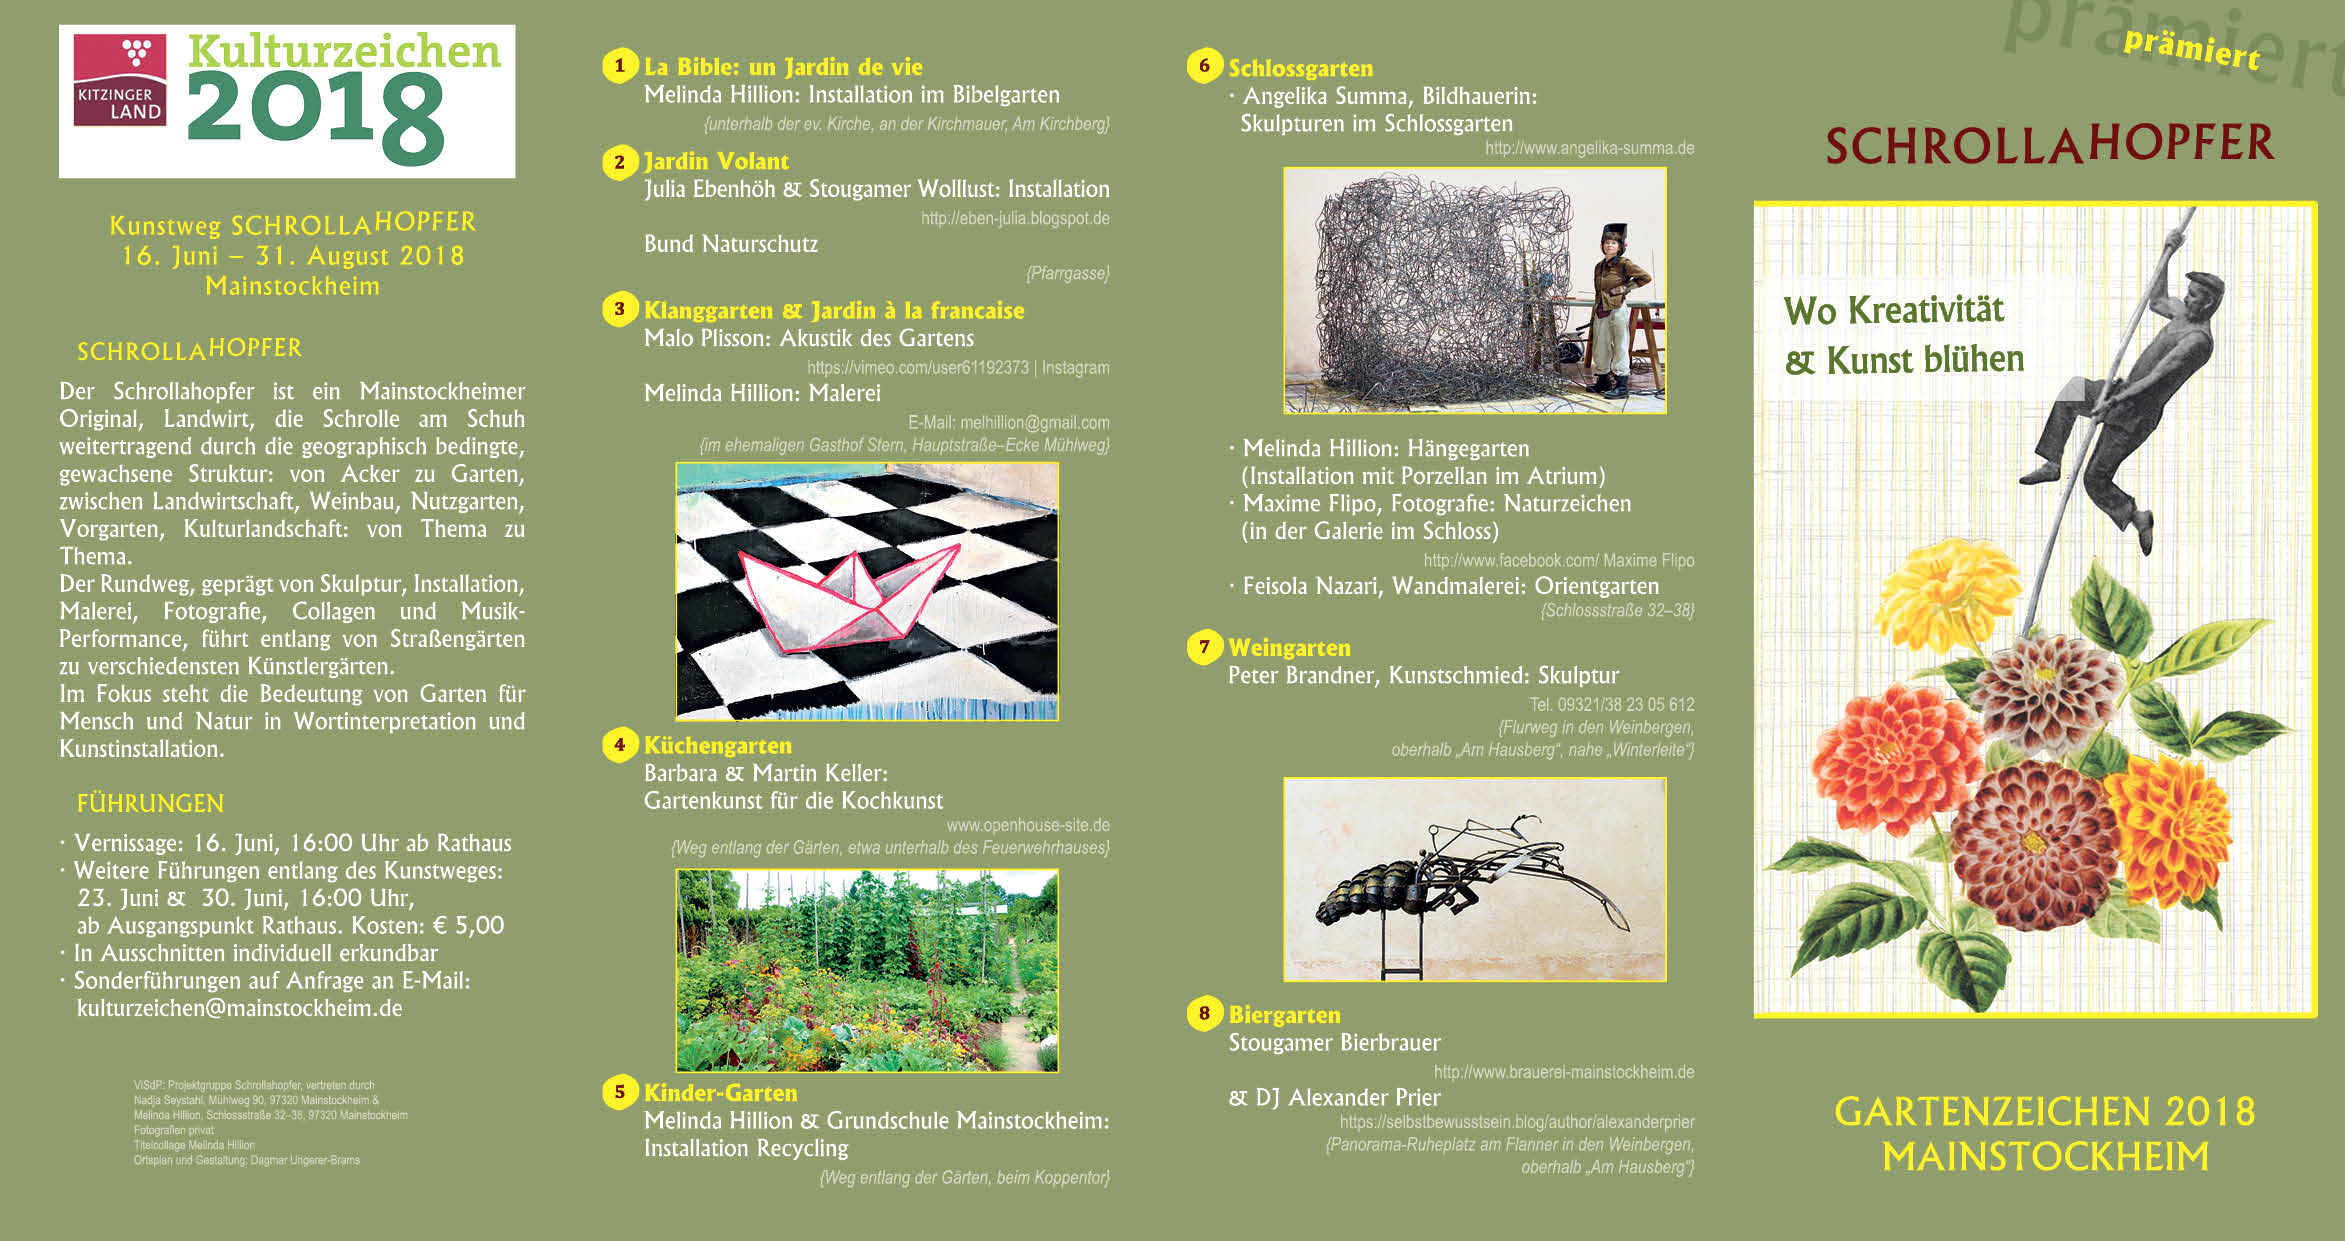 KITZINGER
LAND
Kulturzeichen
2018
Kunstweg SCHROLLAHOPFER
16. Juni – 31. August 2018
Mainstockheim
SCHROLLAHOPFER
Der Schrollahopfer ist ein Mainstockheimer
Original, Landwirt, die Schrolle am Schuh
weitertragend durch die geographisch bedingte,
gewachsene Struktur: von Acker zu Garten,
zwischen Landwirtschaft, Weinbau, Nutzgarten,
Vorgarten, Kulturlandschaft: von Thema zu
Thema.
Der Rundweg, geprägt von Skulptur, Installation,
Malerei, Fotografie, Collagen und Musik-
Performance, führt entlang von Straßengärten
zu verschiedensten Künstlergärten.
Im Fokus steht die Bedeutung von Garten für
Mensch und Natur in Wortinterpretation und
Kunstinstallation.
FÜHRUNGEN
· Vernissage: 16. Juni, 16:00 Uhr ab Rathaus
· Weitere Führungen entlang des Kunstweges:
23. Juni & 30. Juni, 16:00 Uhr,
ab Ausgangspunkt Rathaus. Kosten: € 5,00
· In Ausschnitten individuell erkundbar
· Sonderführungen auf Anfrage an E-Mail:
kulturzeichen@mainstockheim.de
ViSdP: Projektgruppe Schrollahopfer, vertreten durch
Nadja Seystahl, Mühlweg 90, 97320 Mainstockheim &
Melinda Hillion, Schlossstraße 32–38, 97320 Mainstockheim
Fotografien privat
Titelcollage Melinda Hillion
Ortsplan und Gestaltung: Dagmar Ungerer-Brams
1 La Bible: un Jardin de vie
Melinda Hillion: Installation im Bibelgarten
{unterhalb der ev. Kirche, an der Kirchmauer, Am Kirchberg}
2 Jardin Volant
Julia Ebenhöh & Stougamer Wolllust: Installation
http://eben-julia.blogspot.de
Bund Naturschutz
{Pfarrgasse}
3 Klanggarten & Jardin à la francaise
Malo Plisson: Akustik des Gartens
https://vimeo.com/user61192373 | Instagram
Melinda Hillion: Malerei
E-Mail: melhillion@gmail.com
{im ehemaligen Gasthof Stern, Hauptstraße–Ecke Mühlweg}
4 Küchengarten
Barbara & Martin Keller:
Gartenkunst für die Kochkunst
www.openhouse-site.de
{Weg entlang der Gärten, etwa unterhalb des Feuerwehrhauses}
5 Kinder-Garten
Melinda Hillion & Grundschule Mainstockheim:
Installation Recycling
{Weg entlang der Gärten, beim Koppentor}
6 Schlossgarten
· Angelika Summa, Bildhauerin:
Skulpturen im Schlossgarten
http://www.angelika-summa.de
· Melinda Hillion: Hängegarten
(Installation mit Porzellan im Atrium)
· Maxime Flipo, Fotografie: Naturzeichen
(in der Galerie im Schloss)
http://www.facebook.com/ Maxime Flipo
· Feisola Nazari, Wandmalerei: Orientgarten
{Schlossstraße 32–38}
7 Weingarten
Peter Brandner, Kunstschmied: Skulptur
Tel. 09321/38 23 05 612
{Flurweg in den Weinbergen,
oberhalb „Am Hausberg“, nahe „Winterleite“}
8 Biergarten
Stougamer Bierbrauer
http://www.brauerei-mainstockheim.de
& DJ Alexander Prier
https://selbstbewusstsein.blog/author/alexanderprier
{Panorama-Ruheplatz am Flanner in den Weinbergen,
oberhalb „Am Hausberg“}
prämiert
prämiert
SCHROLLAHOPFER
Wo Kreativität
& Kunst blühen
GARTENZEICHEN 2018
MAINSTOCKHEIM